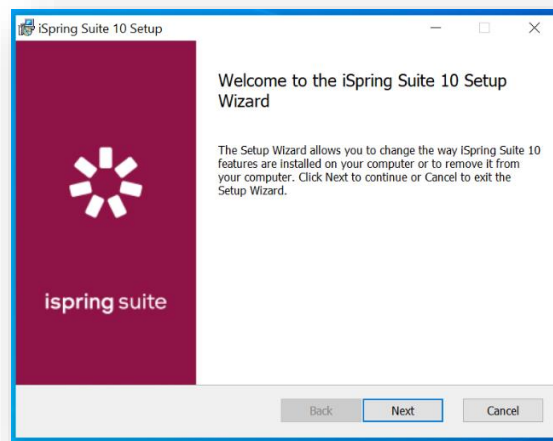 iSpring Suite 10 Setup
Welcome to the iSpring Suite 10 Setup
Wizard
The Setup Wizard allows you to change the way iSpring Suite 10
features are installed on your computer or to remove it from
your computer. Click Next to continue or Cancel to exit the
Setup Wizard.
ispring suite
Back
Next
Cancel